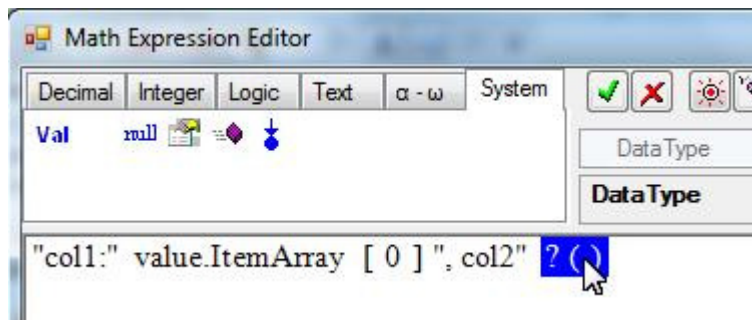 Math Expression Editor
Decimal Integer Logic Text α - ω System
Val null
DataType
DataType
"col1:" value.ItemArray [ 0 ] ", col2" ? ( )